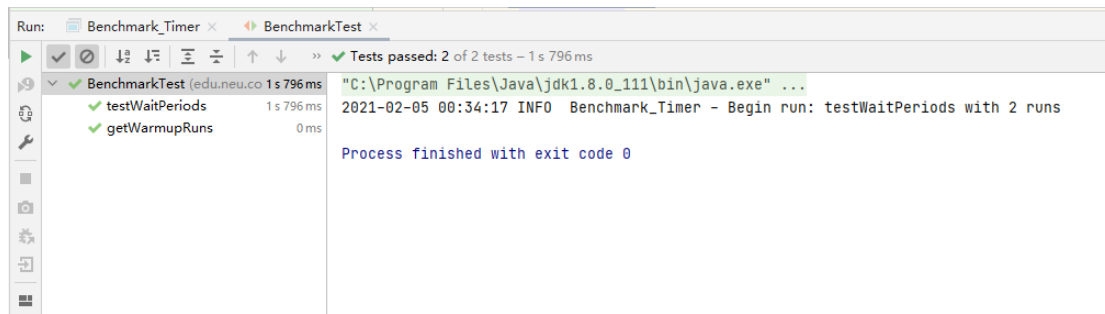 Run: Benchmark_Timer × BenchmarkTest ×
» Tests passed: 2 of 2 tests – 1 s 796 ms
BenchmarkTest (edu.neu.co 1 s 796 ms
testWaitPeriods 1 s 796 ms
getWarmupRuns 0 ms
"C:\Program Files\Java\jdk1.8.0_111\bin\java.exe" ...
2021-02-05 00:34:17 INFO  Benchmark_Timer - Begin run: testWaitPeriods with 2 runs
Process finished with exit code 0